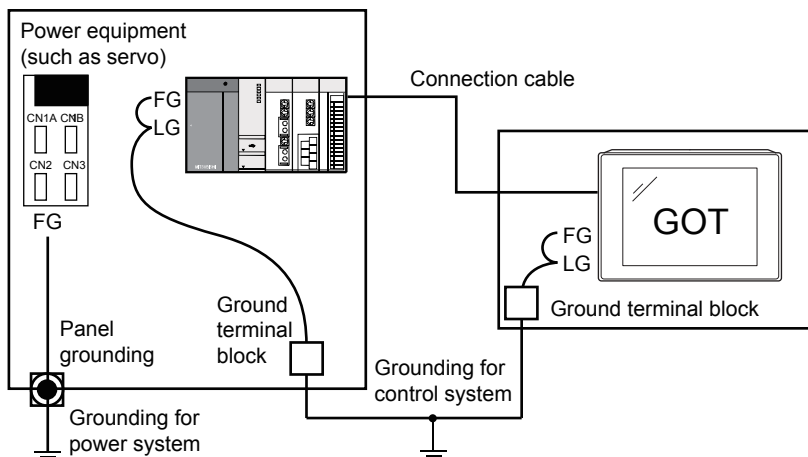 Power equipment
(such as servo)
CN1A CNB
CN2 CN3
FG
FG
LG
Connection cable
GOT
FG
LG
Ground terminal block
Ground
terminal
block
Panel
grounding
Grounding for
control system
Grounding for
power system